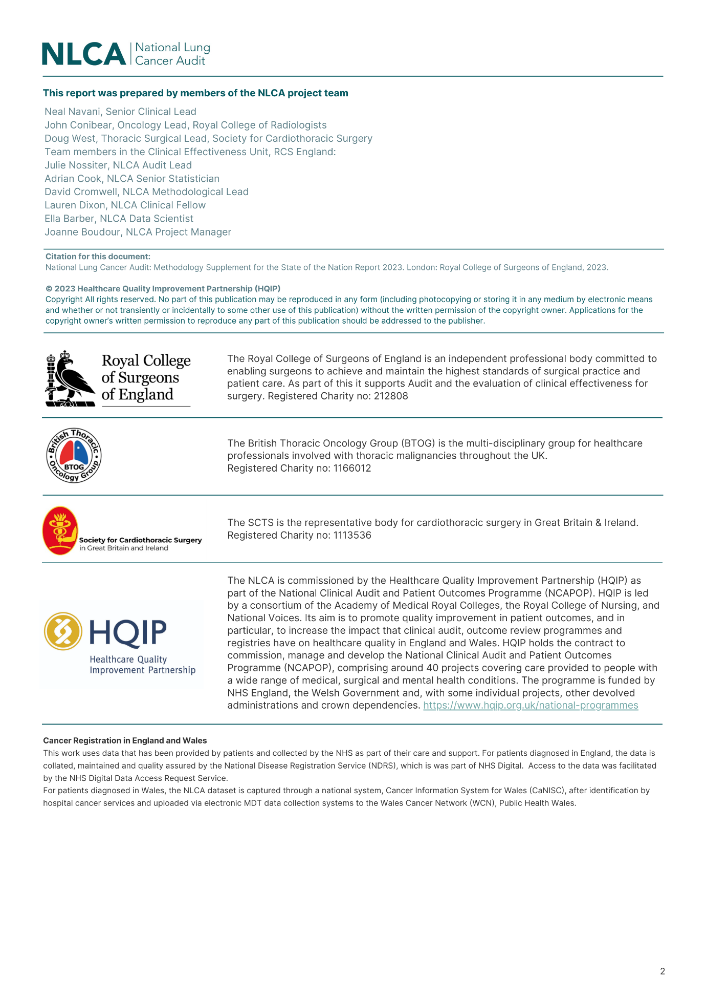 NLCA
National Lung
Cancer Audit
This report was prepared by members of the NLCA project team
Neal Navani, Senior Clinical Lead
John Conibear, Oncology Lead, Royal College of Radiologists
Doug West, Thoracic Surgical Lead, Society for Cardiothoracic Surgery
Team members in the Clinical Effectiveness Unit, RCS England:
Julie Nossiter, NLCA Audit Lead
Adrian Cook, NLCA Senior Statistician
David Cromwell, NLCA Methodological Lead
Lauren Dixon, NLCA Clinical Fellow
Ella Barber, NLCA Data Scientist
Joanne Boudour, NLCA Project Manager
Citation for this document:
National Lung Cancer Audit: Methodology Supplement for the State of the Nation Report 2023. London: Royal College of Surgeons of England, 2023.
© 2023 Healthcare Quality Improvement Partnership (HQIP)
Copyright All rights reserved. No part of this publication may be reproduced in any form (including photocopying or storing it in any medium by electronic means
and whether or not transiently or incidentally to some other use of this publication) without the written permission of the copyright owner. Applications for the
copyright owner's written permission to reproduce any part of this publication should be addressed to the publisher.
Royal College
of Surgeons
of England
The Royal College of Surgeons of England is an independent professional body committed to
enabling surgeons to achieve and maintain the highest standards of surgical practice and
patient care. As part of this it supports Audit and the evaluation of clinical effectiveness for
surgery. Registered Charity no: 212808
British Thoracic
BTOG
Oncology Group
The British Thoracic Oncology Group (BTOG) is the multi-disciplinary group for healthcare
professionals involved with thoracic malignancies throughout the UK.
Registered Charity no: 1166012
Society for Cardiothoracic Surgery
in Great Britain and Ireland
The SCTS is the representative body for cardiothoracic surgery in Great Britain & Ireland.
Registered Charity no: 1113536
HQIP
Healthcare Quality
Improvement Partnership
The NLCA is commissioned by the Healthcare Quality Improvement Partnership (HQIP) as
part of the National Clinical Audit and Patient Outcomes Programme (NCAPOP). HQIP is led
by a consortium of the Academy of Medical Royal Colleges, the Royal College of Nursing, and
National Voices. Its aim is to promote quality improvement in patient outcomes, and in
particular, to increase the impact that clinical audit, outcome review programmes and
registries have on healthcare quality in England and Wales. HQIP holds the contract to
commission, manage and develop the National Clinical Audit and Patient Outcomes
Programme (NCAPOP), comprising around 40 projects covering care provided to people with
a wide range of medical, surgical and mental health conditions. The programme is funded by
NHS England, the Welsh Government and, with some individual projects, other devolved
administrations and crown dependencies. https://www.hqip.org.uk/national-programmes
Cancer Registration in England and Wales
This work uses data that has been provided by patients and collected by the NHS as part of their care and support. For patients diagnosed in England, the data is
collated, maintained and quality assured by the National Disease Registration Service (NDRS), which is was part of NHS Digital. Access to the data was facilitated
by the NHS Digital Data Access Request Service.
For patients diagnosed in Wales, the NLCA dataset is captured through a national system, Cancer Information System for Wales (CaNISC), after identification by
hospital cancer services and uploaded via electronic MDT data collection systems to the Wales Cancer Network (WCN), Public Health Wales.
2